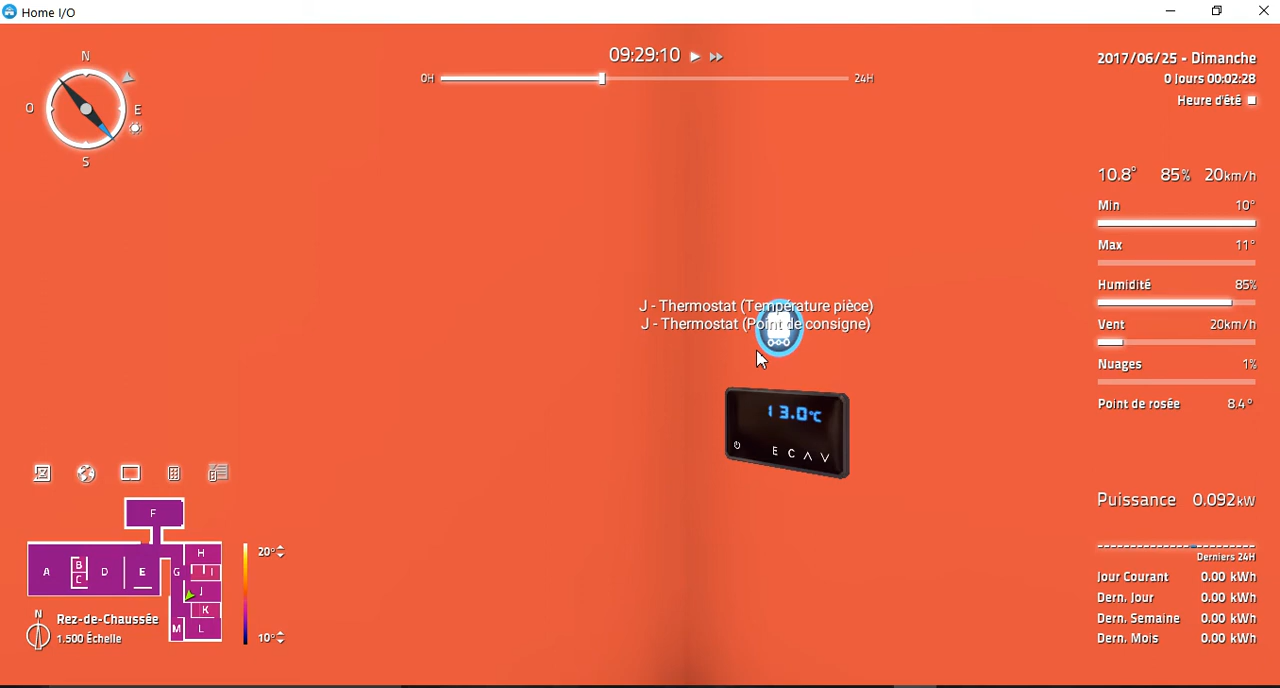 Home I/O
N
O
E
S
09:29:10
0H
24H
2017/06/25 - Dimanche
0 Jours 00:02:28
Heure d'été
10.8° 85% 20km/h
Min 10°
Max 11°
Humidité 85%
Vent 20km/h
Nuages 1%
Point de rosée 8.4°
J - Thermostat (Température pièce)
J - Thermostat (Point de consigne)
13.0°C
E C
F
A B C D E G H I J K L M
20°
10°
N
Rez-de-Chaussée
1.500 Échelle
Puissance 0.092kW
Derniers 24H
Jour Courant 0.00 kWh
Dern. Jour 0.00 kWh
Dern. Semaine 0.00 kWh
Dern. Mois 0.00 kWh